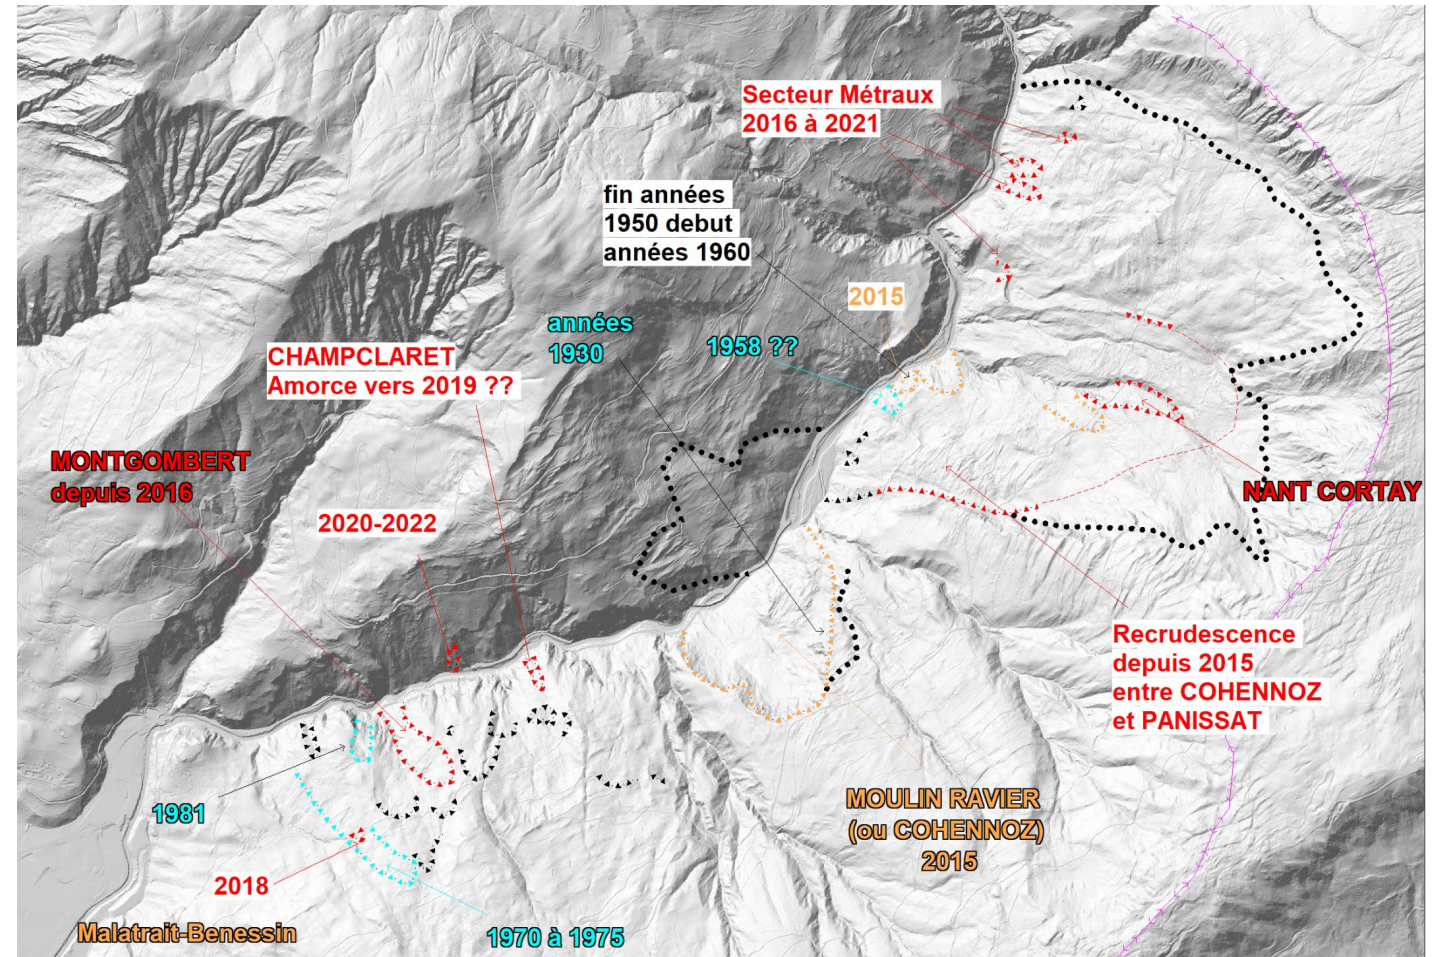 Secteur Métraux
2016 à 2021
fin années
1950 debut
années 1960
2015
années
1930
1958 ??
CHAMPCLARET
Amorce vers 2019 ??
MONTGOMBERT
depuis 2016
2020-2022
NANT CORTAY
Recrudescence
depuis 2015
entre COHENNOZ
et PANISSAT
MOULIN RAVIER
(ou COHENNOZ)
2015
1981
2018
Malatrait-Benessin
1970 à 1975